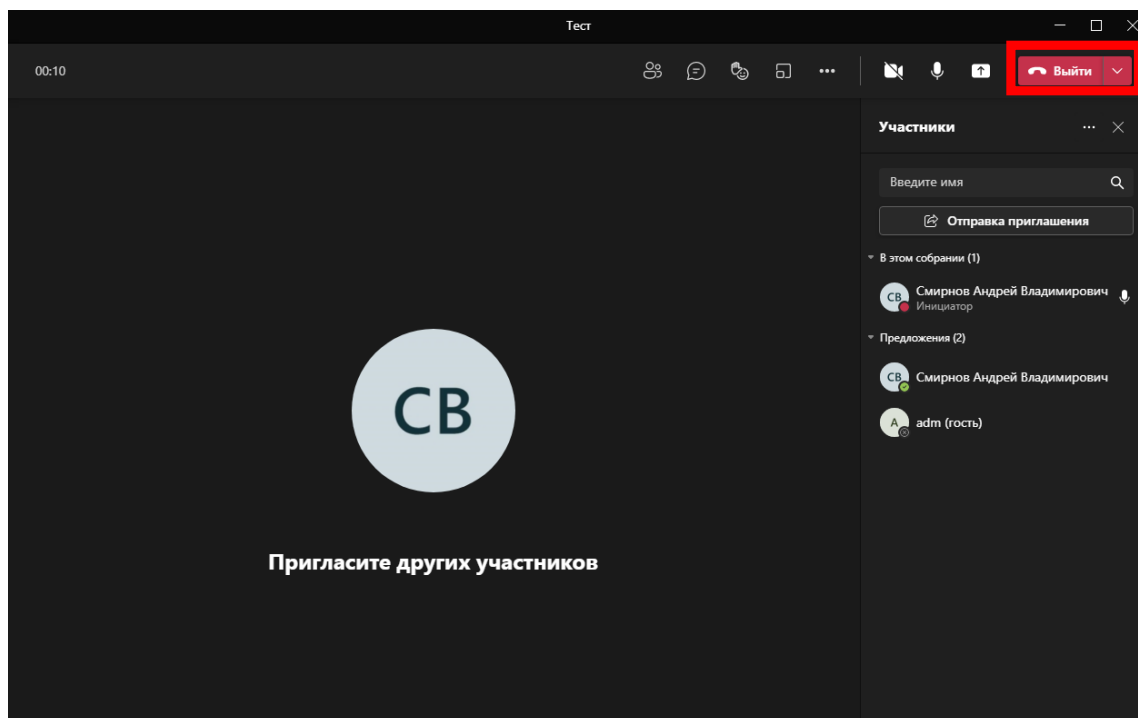 Тест
00:10
Выйти
Участники
Введите имя
Отправка приглашения
В этом собрании (1)
СВ
Смирнов Андрей Владимирович
Инициатор
Предложения (2)
СВ
Смирнов Андрей Владимирович
A
adm (гость)
СВ
Пригласите других участников